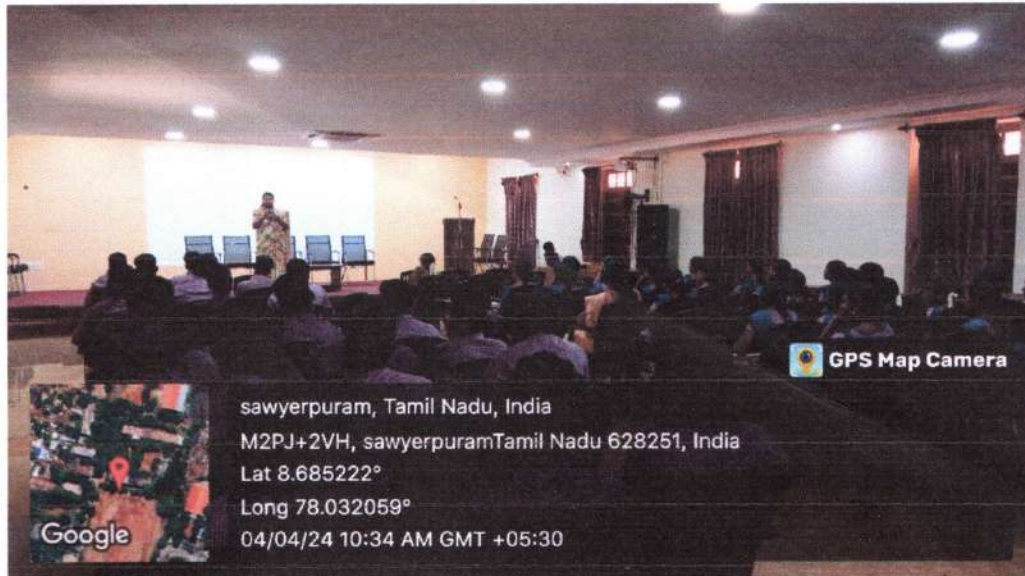 GPS Map Camera
sawyerpuram, Tamil Nadu, India
M2PJ+2VH, sawyerpuramTamil Nadu 628251, India
Lat 8.685222°
Long 78.032059°
04/04/24 10:34 AM GMT +05:30
Google